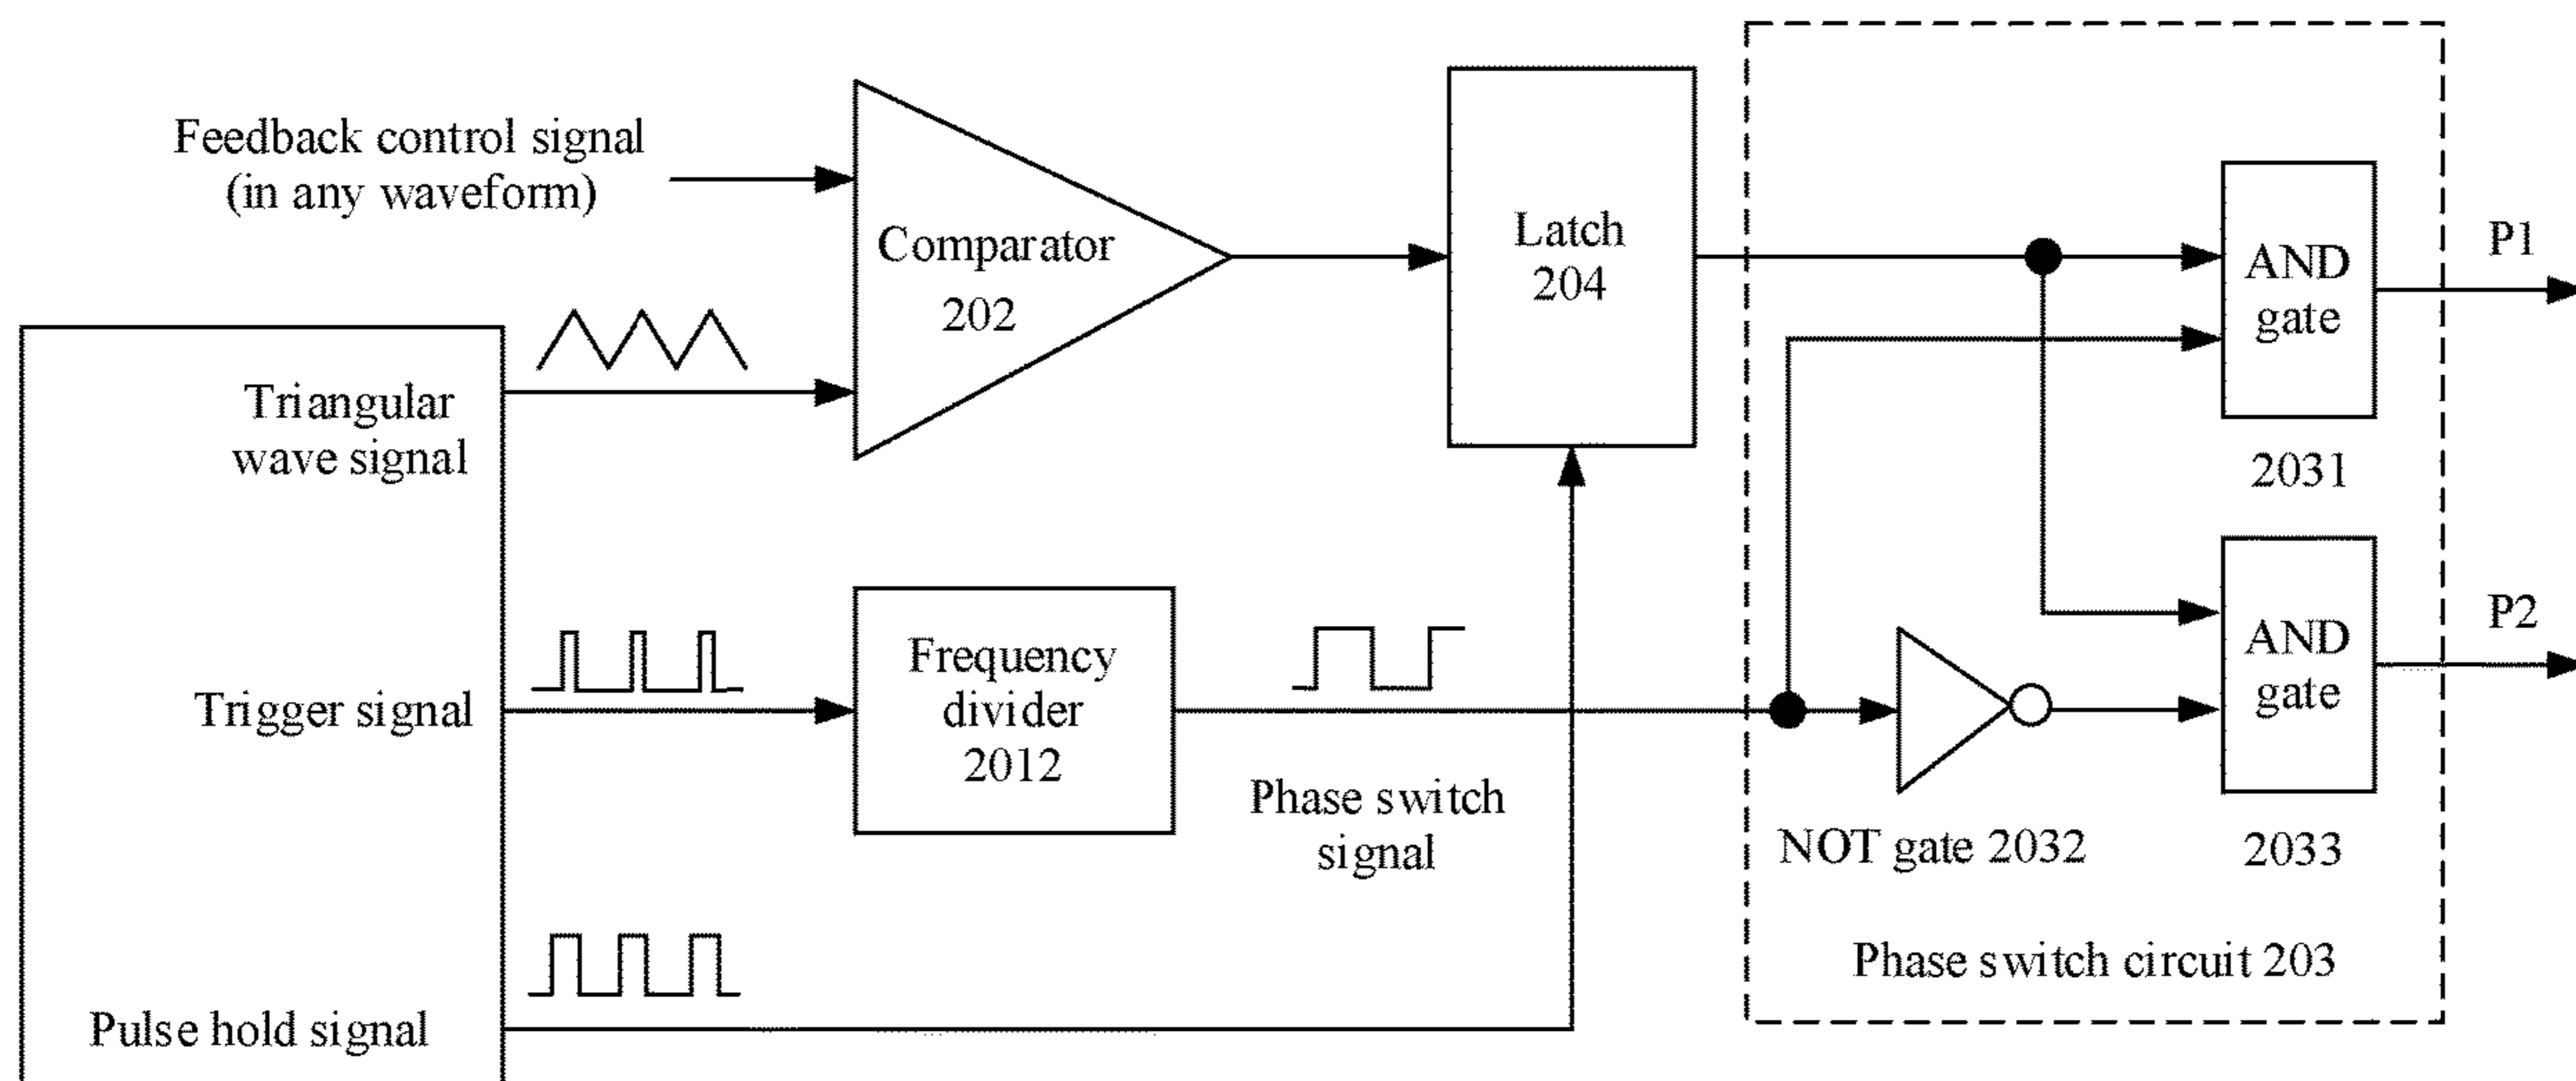 Feedback control signal
(in any waveform)
Comparator
202
Latch
204
AND
gate
P1
2031
Triangular
wave signal
Trigger signal
Frequency
divider
2012
Phase switch
signal
NOT gate 2032
AND
gate
P2
2033
Phase switch circuit 203
Pulse hold signal